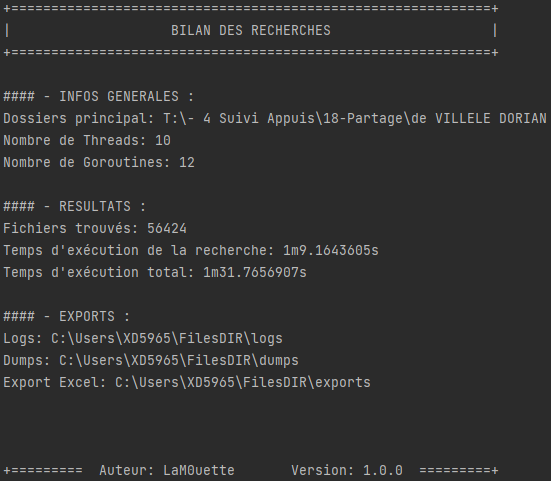 +============================================================+
|                    BILAN DES RECHERCHES                    |
+============================================================+
#### - INFOS GENERALES :
Dossiers principal: T:\- 4 Suivi Appuis\18-Partage\de VILLELE DORIAN
Nombre de Threads: 10
Nombre de Goroutines: 12
#### - RESULTATS :
Fichiers trouvés: 56424
Temps d'exécution de la recherche: 1m9.1643605s
Temps d'exécution total: 1m31.7656907s
#### - EXPORTS :
Logs: C:\Users\XD5965\FilesDIR\logs
Dumps: C:\Users\XD5965\FilesDIR\dumps
Export Excel: C:\Users\XD5965\FilesDIR\exports
+=========  Auteur: LaM0uette       Version: 1.0.0  =========+